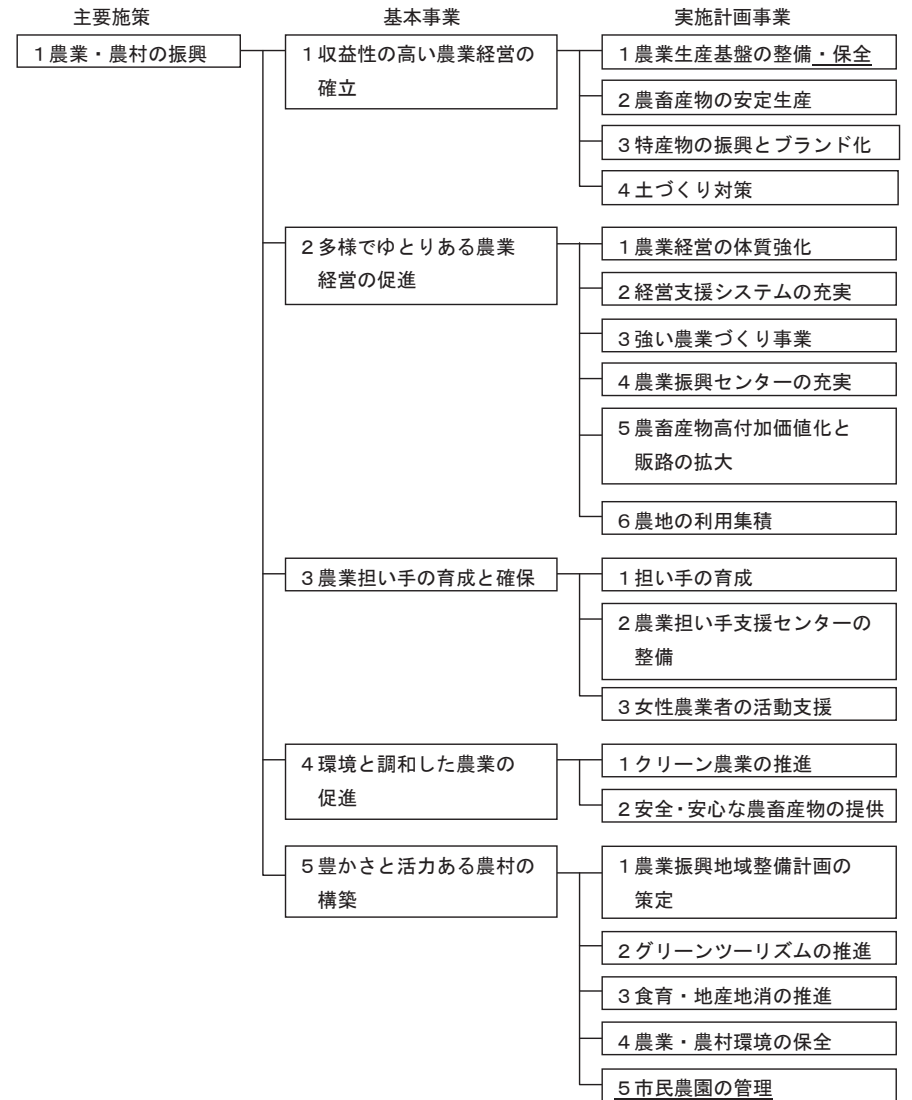 主要施策 基本事業 実施計画事業
1農業・農村の振興
1収益性の高い農業経営の
確立
1農業生産基盤の整備・保全
2農畜産物の安定生産
3特産物の振興とブランド化
4土づくり対策
2多様でゆとりある農業
経営の促進
1農業経営の体質強化
2経営支援システムの充実
3強い農業づくり事業
4農業振興センターの充実
5農畜産物高付加価値化と
販路の拡大
6農地の利用集積
3農業担い手の育成と確保
1担い手の育成
2農業担い手支援センターの
整備
3女性農業者の活動支援
4環境と調和した農業の
促進
1クリーン農業の推進
2安全・安心な農畜産物の提供
5豊かさと活力ある農村の
構築
1農業振興地域整備計画の
策定
2グリーンツーリズムの推進
3食育・地産地消の推進
4農業・農村環境の保全
5市民農園の管理